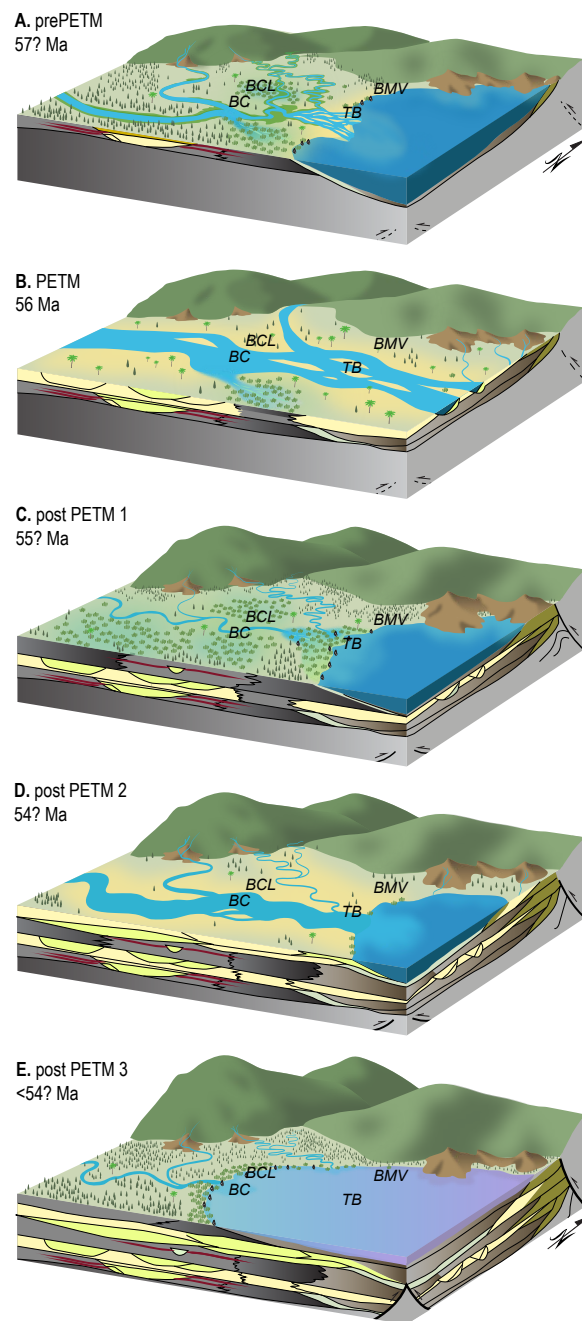 A. prePETM
57? Ma
BCL
BMV
BC
TB
N
B. PETM
56 Ma
BCL
BMV
BC
TB
C. post PETM 1
55? Ma
BCL
BMV
BC
TB
D. post PETM 2
54? Ma
BCL
BMV
BC
TB
E. post PETM 3
<54? Ma
BCL
BMV
BC
TB
N